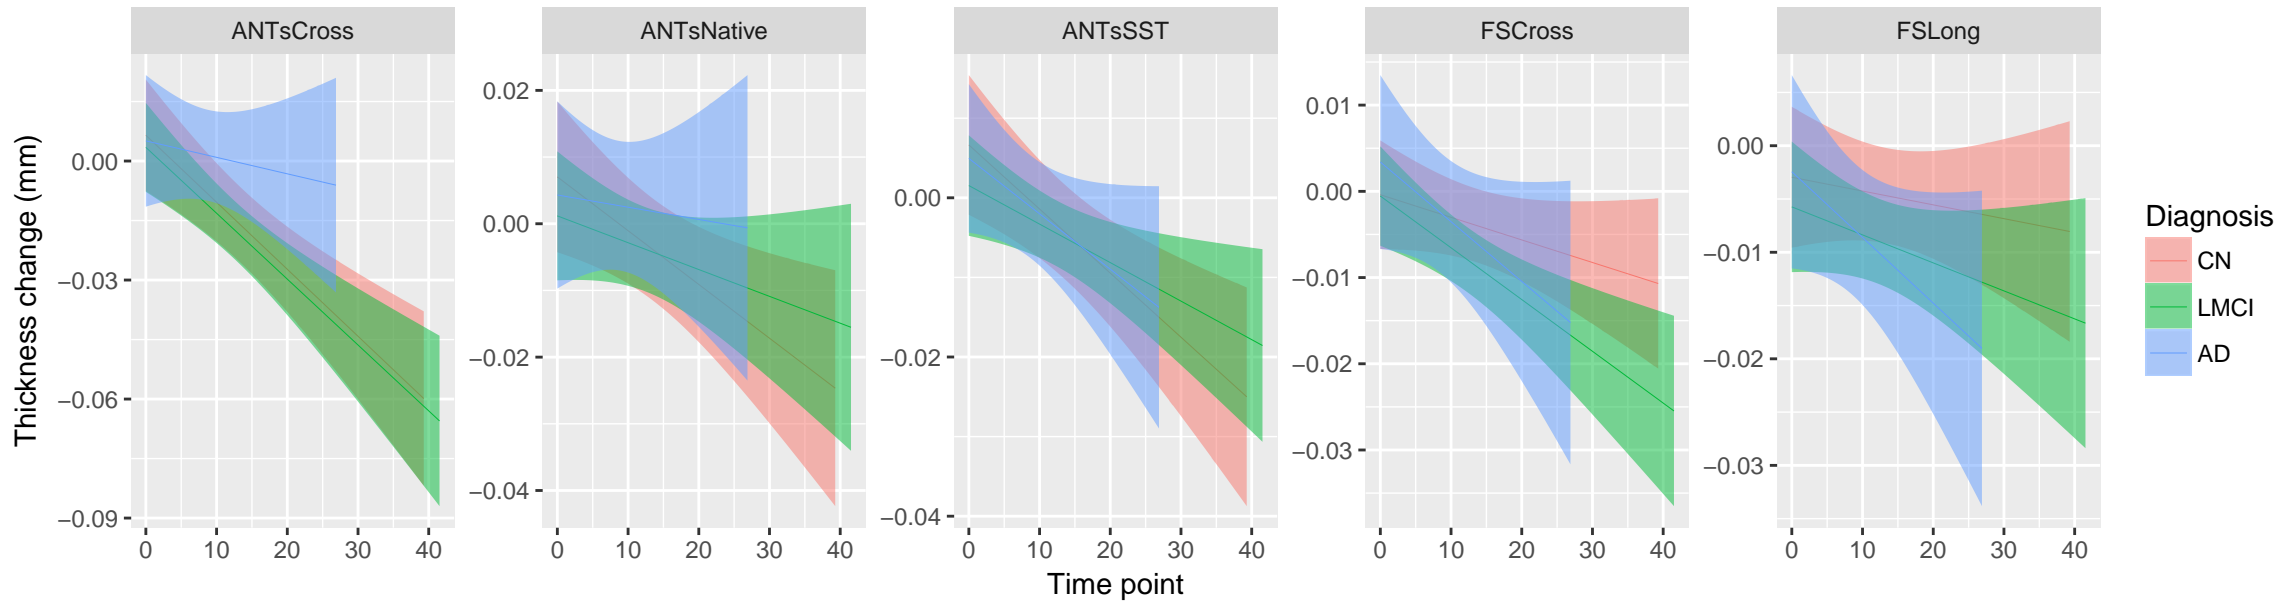 ANTsCross ANTsNative ANTsSST FSCross FSLong
Thickness change (mm)
0.00
−0.03
−0.06
−0.09
0.02
0.00
−0.02
−0.04
0.00
−0.02
−0.04
0.01
0.00
−0.01
−0.02
−0.03
0.00
−0.01
−0.02
−0.03
0 10 20 30 40 0 10 20 30 40 0 10 20 30 40 0 10 20 30 40 0 10 20 30 40
Time point
Diagnosis
CN
LMCI
AD